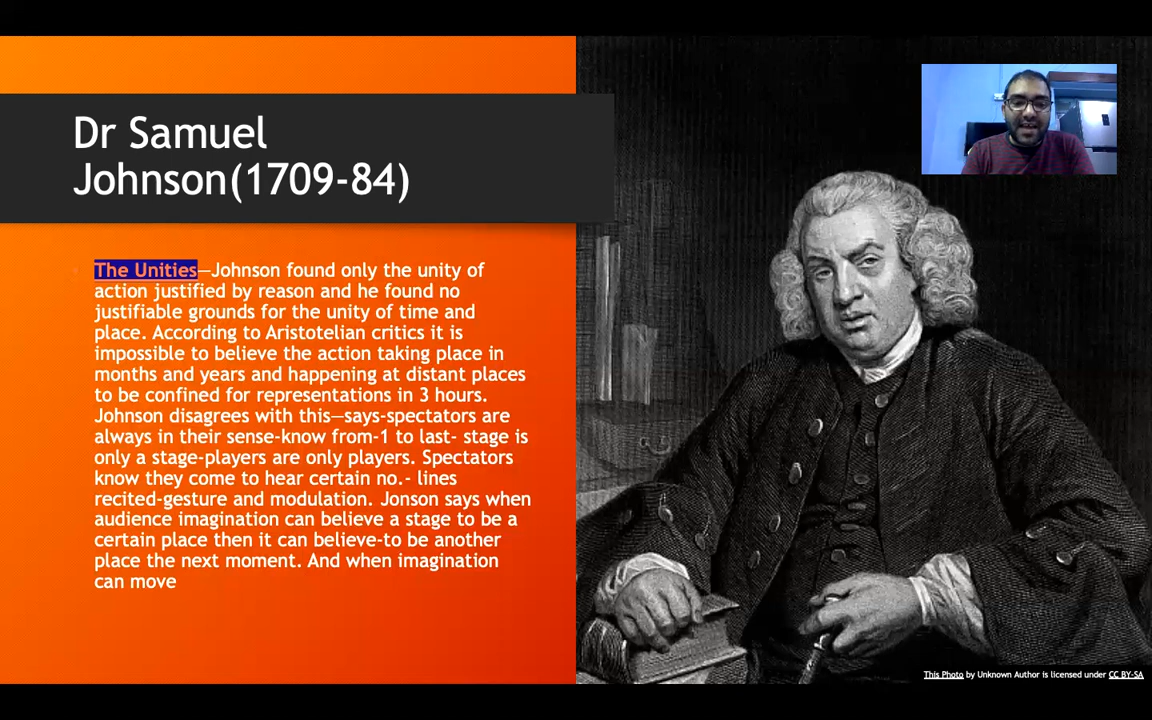 Dr Samuel
Johnson(1709-84)
The Unities—Johnson found only the unity of
action justified by reason and he found no
justifiable grounds for the unity of time and
place. According to Aristotelian critics it is
impossible to believe the action taking place in
months and years and happening at distant places
to be confined for representations in 3 hours.
Johnson disagrees with this—says-spectators are
always in their sense-know from-1 to last- stage is
only a stage-players are only players. Spectators
know they come to hear certain no.- lines
recited-gesture and modulation. Jonson says when
audience imagination can believe a stage to be a
certain place then it can believe-to be another
place the next moment. And when imagination
can move
This Photo by Unknown Author is licensed under CC BY-SA